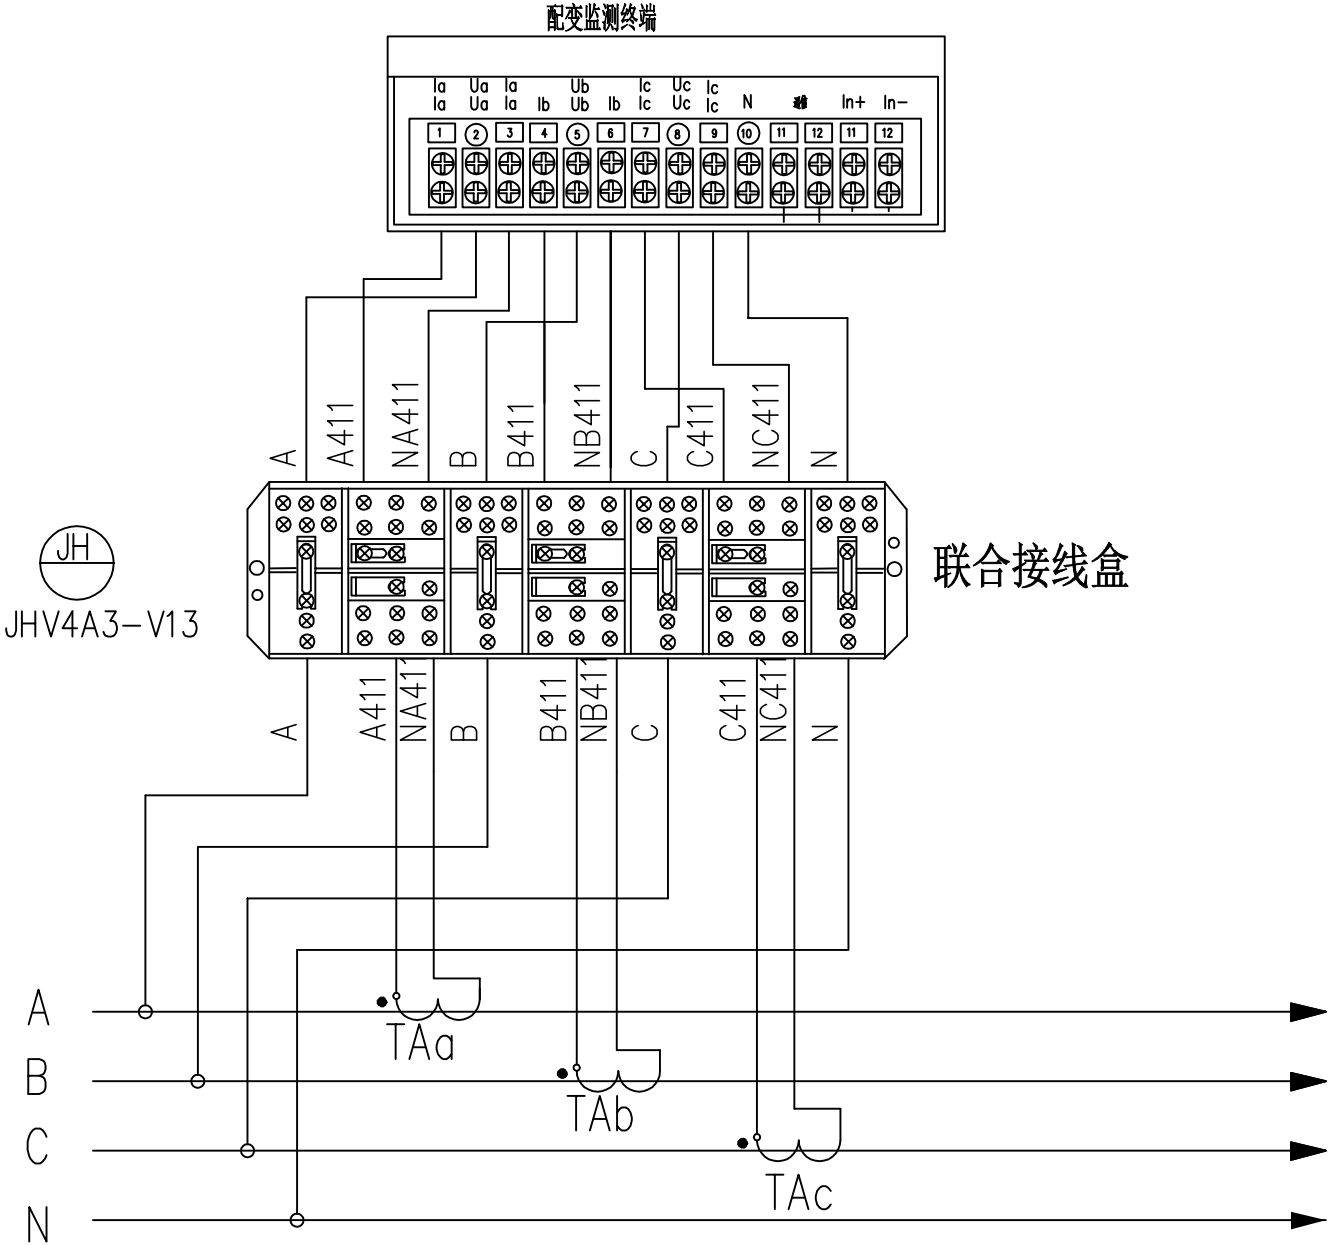 配变监测终端
Ia Ua Ia Ub Ic Uc Ic
Ia Ua Ia Ib Ub Ib Ic Uc Ic N In+ In-
1 2 3 4 5 6 7 8 9 10 11 12 11 12
A A411 NA411 B B411 NB411 C C411 NC411 N
JH
联合接线盒
JHV4A3-V13
A A411 NA411 B B411 NB411 C C411 NC411 N
A
TAa
B
TAb
C
TAc
N